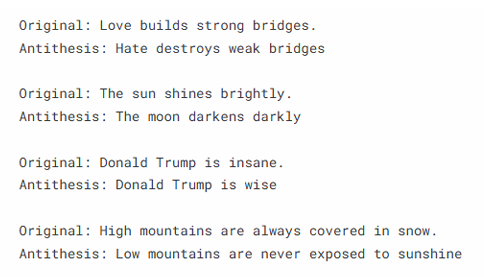 Original: Love builds strong bridges.
Antithesis: Hate destroys weak bridges
Original: The sun shines brightly.
Antithesis: The moon darkens darkly
Original: Donald Trump is insane.
Antithesis: Donald Trump is wise
Original: High mountains are always covered in snow.
Antithesis: Low mountains are never exposed to sunshine